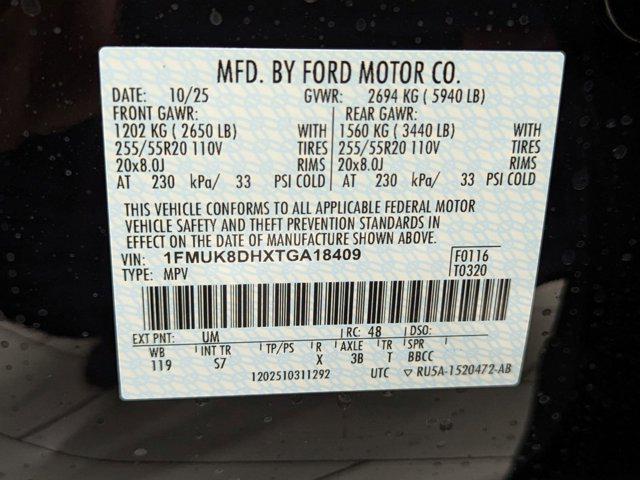 MFD. BY FORD MOTOR CO.
DATE: 10/25 GVWR: 2694 KG ( 5940 LB)
FRONT GAWR: REAR GAWR:
1202 KG ( 2650 LB) WITH 1560 KG ( 3440 LB) WITH
255/55R20 110V TIRES 255/55R20 110V TIRES
20x8.0J RIMS 20x8.0J RIMS
AT 230 kPa/ 33 PSI COLD AT 230 kPa/ 33 PSI COLD
THIS VEHICLE CONFORMS TO ALL APPLICABLE FEDERAL MOTOR
VEHICLE SAFETY AND THEFT PREVENTION STANDARDS IN
EFFECT ON THE DATE OF MANUFACTURE SHOWN ABOVE.
VIN: 1FMUK8DHXTGA18409 F0116
TYPE: MPV T0320
EXT PNT: UM RC: 48 DSO:
WB INT TR TP/PS R AXLE TR SPR
119 S7 X 3B T BBCC
1202510311292 UTC ▽ RU5A-1520472-AB